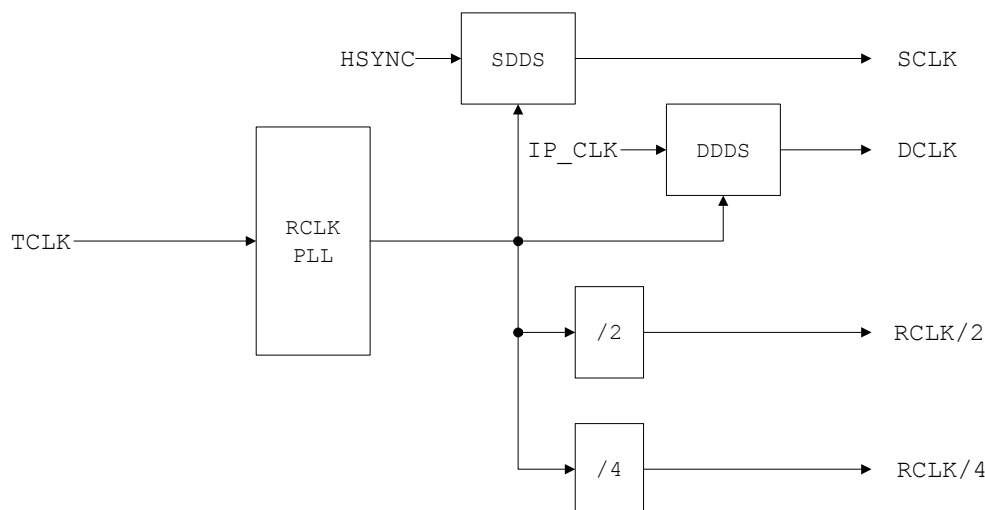 HSYNC
SDDS
SCLK
IP_CLK
DDDS
DCLK
TCLK
RCLK
PLL
/2
RCLK/2
/4
RCLK/4